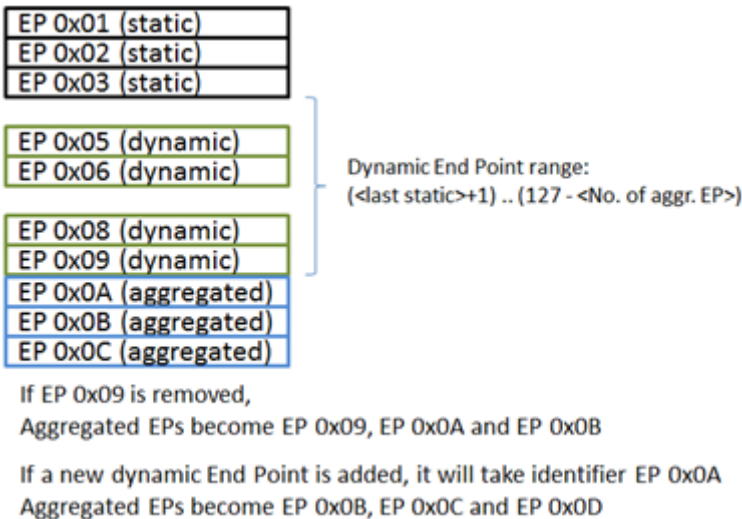 EP 0x01 (static)
EP 0x02 (static)
EP 0x03 (static)
EP 0x05 (dynamic)
EP 0x06 (dynamic)
Dynamic End Point range:
(<last static>+1) .. (127 - <No. of aggr. EP>)
EP 0x08 (dynamic)
EP 0x09 (dynamic)
EP 0x0A (aggregated)
EP 0x0B (aggregated)
EP 0x0C (aggregated)
If EP 0x09 is removed,
Aggregated EPs become EP 0x09, EP 0x0A and EP 0x0B
If a new dynamic End Point is added, it will take identifier EP 0x0A
Aggregated EPs become EP 0x0B, EP 0x0C and EP 0x0D